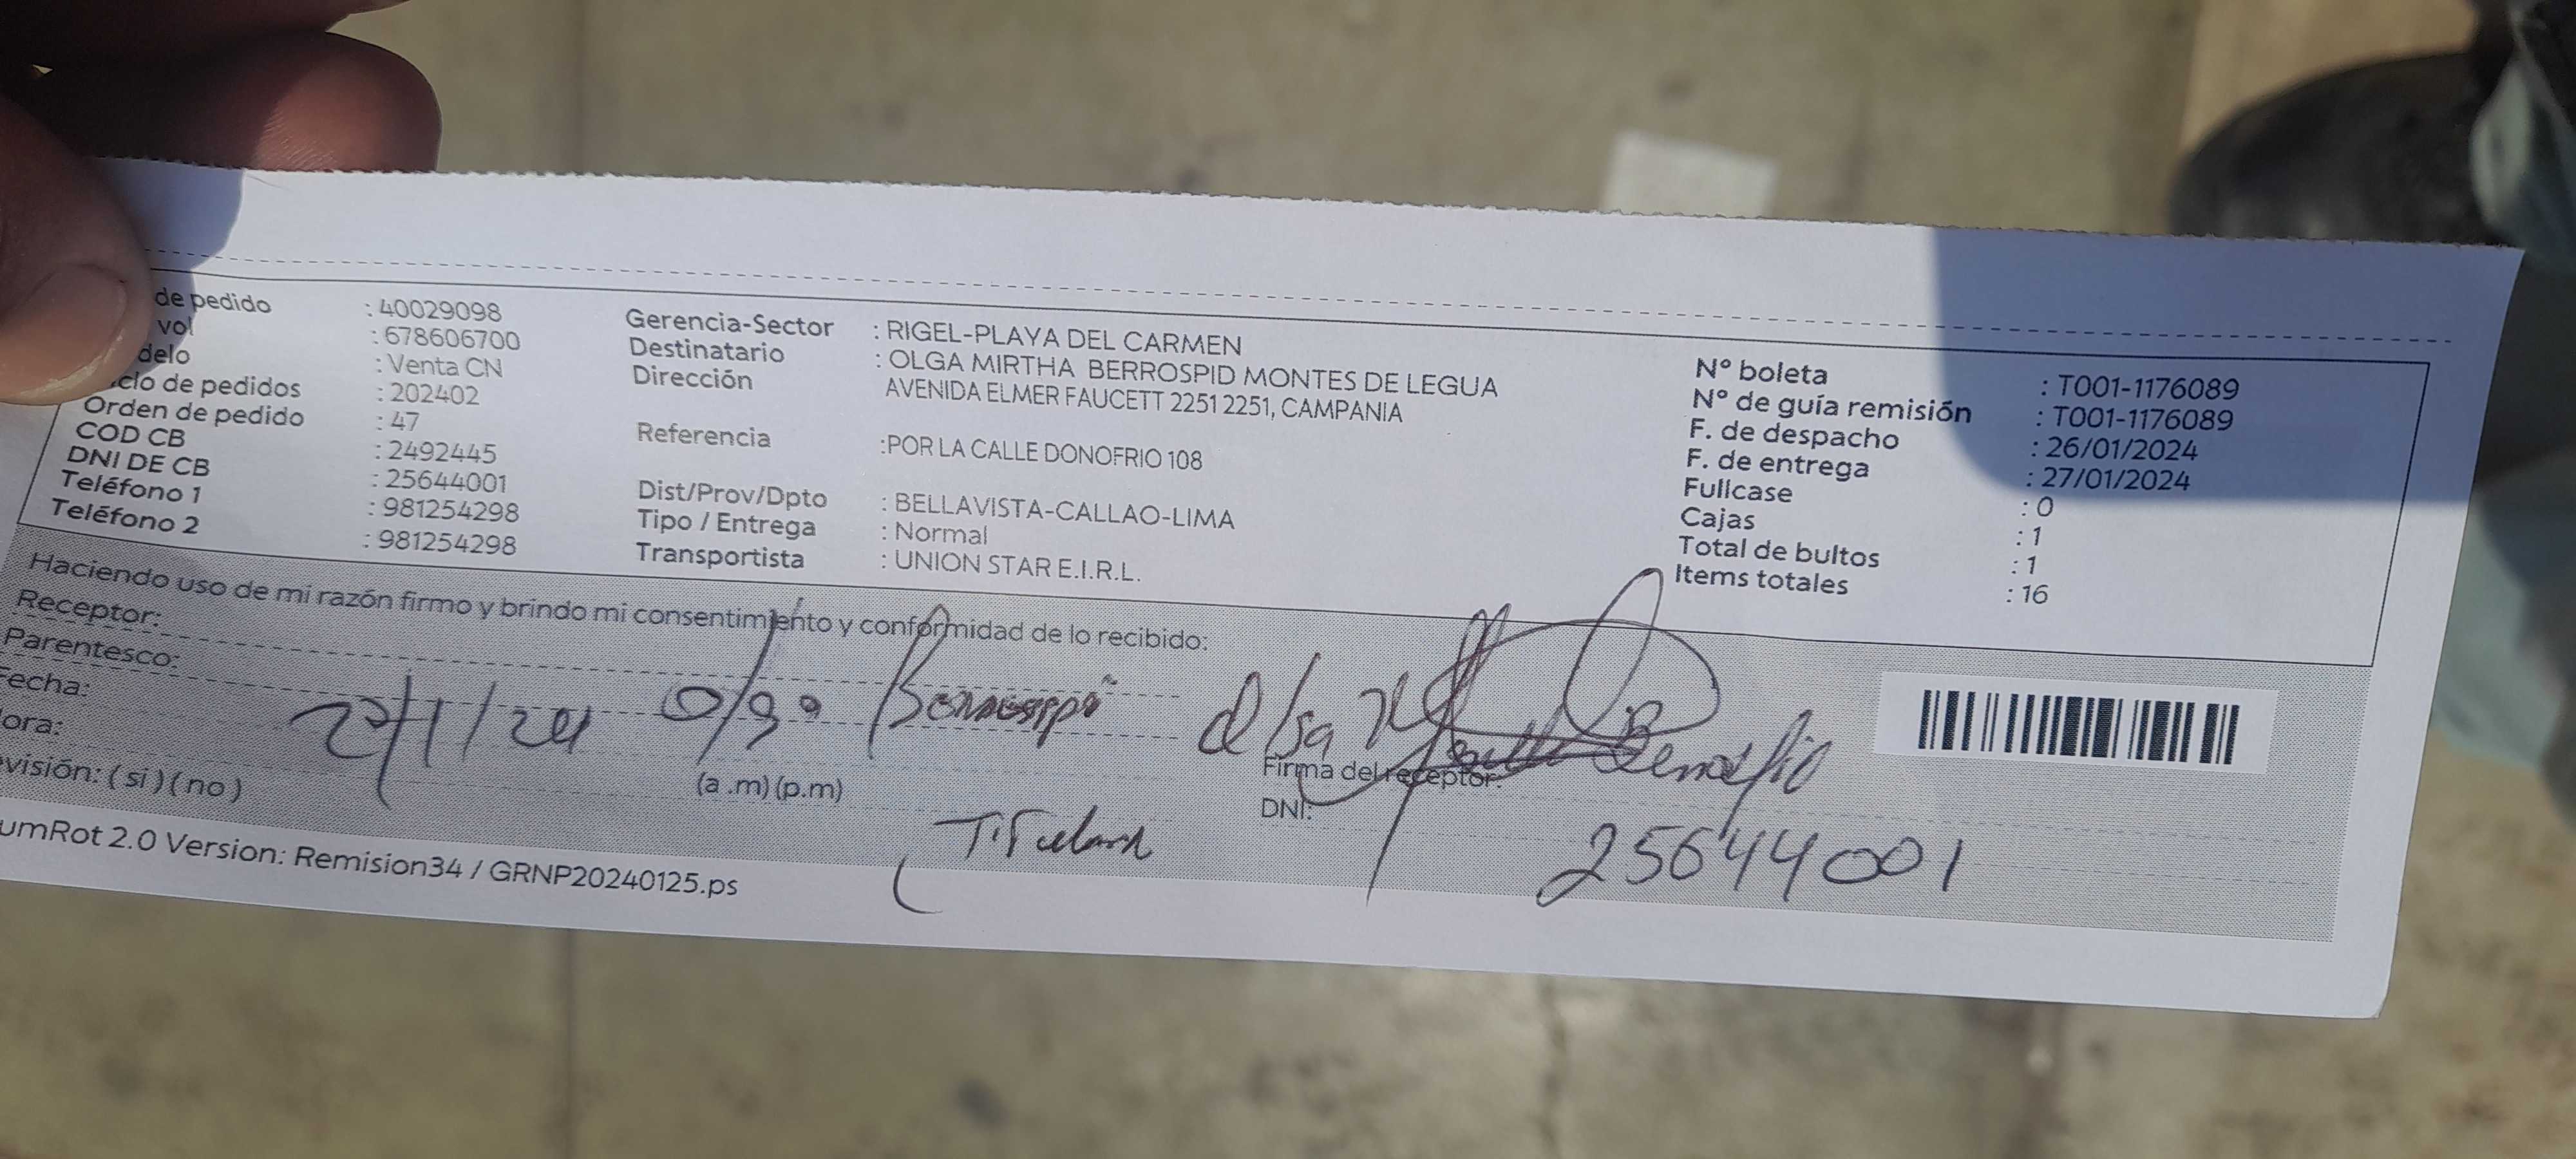 de pedido : 40029098
vol : 678606700
delo : Venta CN
clo de pedidos : 202402
Orden de pedido : 47
COD CB : 2492445
DNI DE CB : 25644001
Teléfono 1 : 981254298
Teléfono 2 : 981254298
Gerencia-Sector : RIGEL-PLAYA DEL CARMEN
Destinatario : OLGA MIRTHA BERROSPID MONTES DE LEGUA
Dirección AVENIDA ELMER FAUCETT 2251 2251, CAMPANIA
Referencia :POR LA CALLE DONOFRIO 108
Dist/Prov/Dpto : BELLAVISTA-CALLAO-LIMA
Tipo / Entrega : Normal
Transportista : UNION STAR E.I.R.L.
N° boleta : T001-1176089
N° de guía remisión : T001-1176089
F. de despacho : 26/01/2024
F. de entrega : 27/01/2024
Fullcase : 0
Cajas : 1
Total de bultos : 1
Items totales : 16
Haciendo uso de mi razón firmo y brindo mi consentimiento y conformidad de lo recibido:
Receptor:
Parentesco:
Fecha: 27/1/24
ora:
visión: ( si ) ( no ) (a .m) (p.m)
Firma del receptor:
DNI: 25644001
umRot 2.0 Version: Remision34 / GRNP20240125.ps